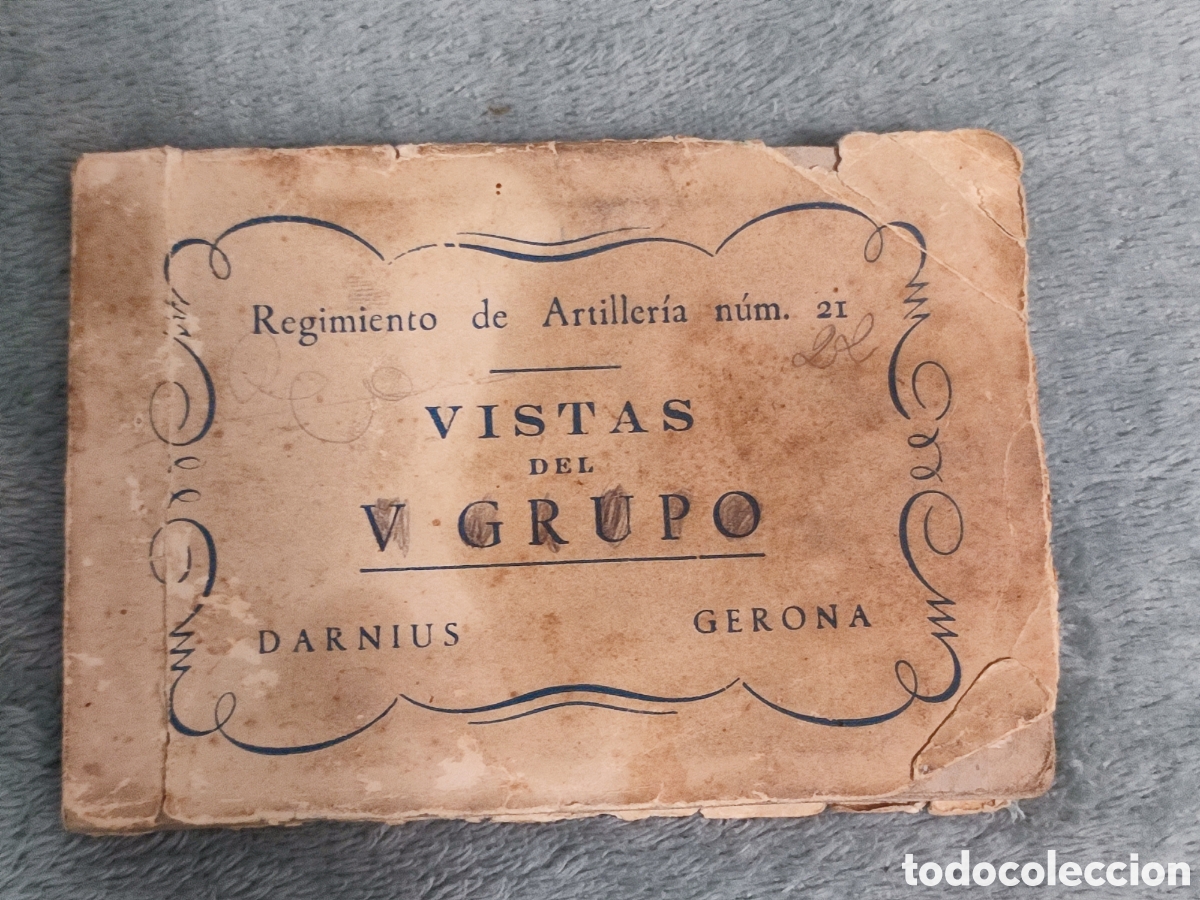 Regimiento de Artillería núm. 21
VISTAS
DEL
V GRUPO
DARNIUS GERONA
todocoleccion